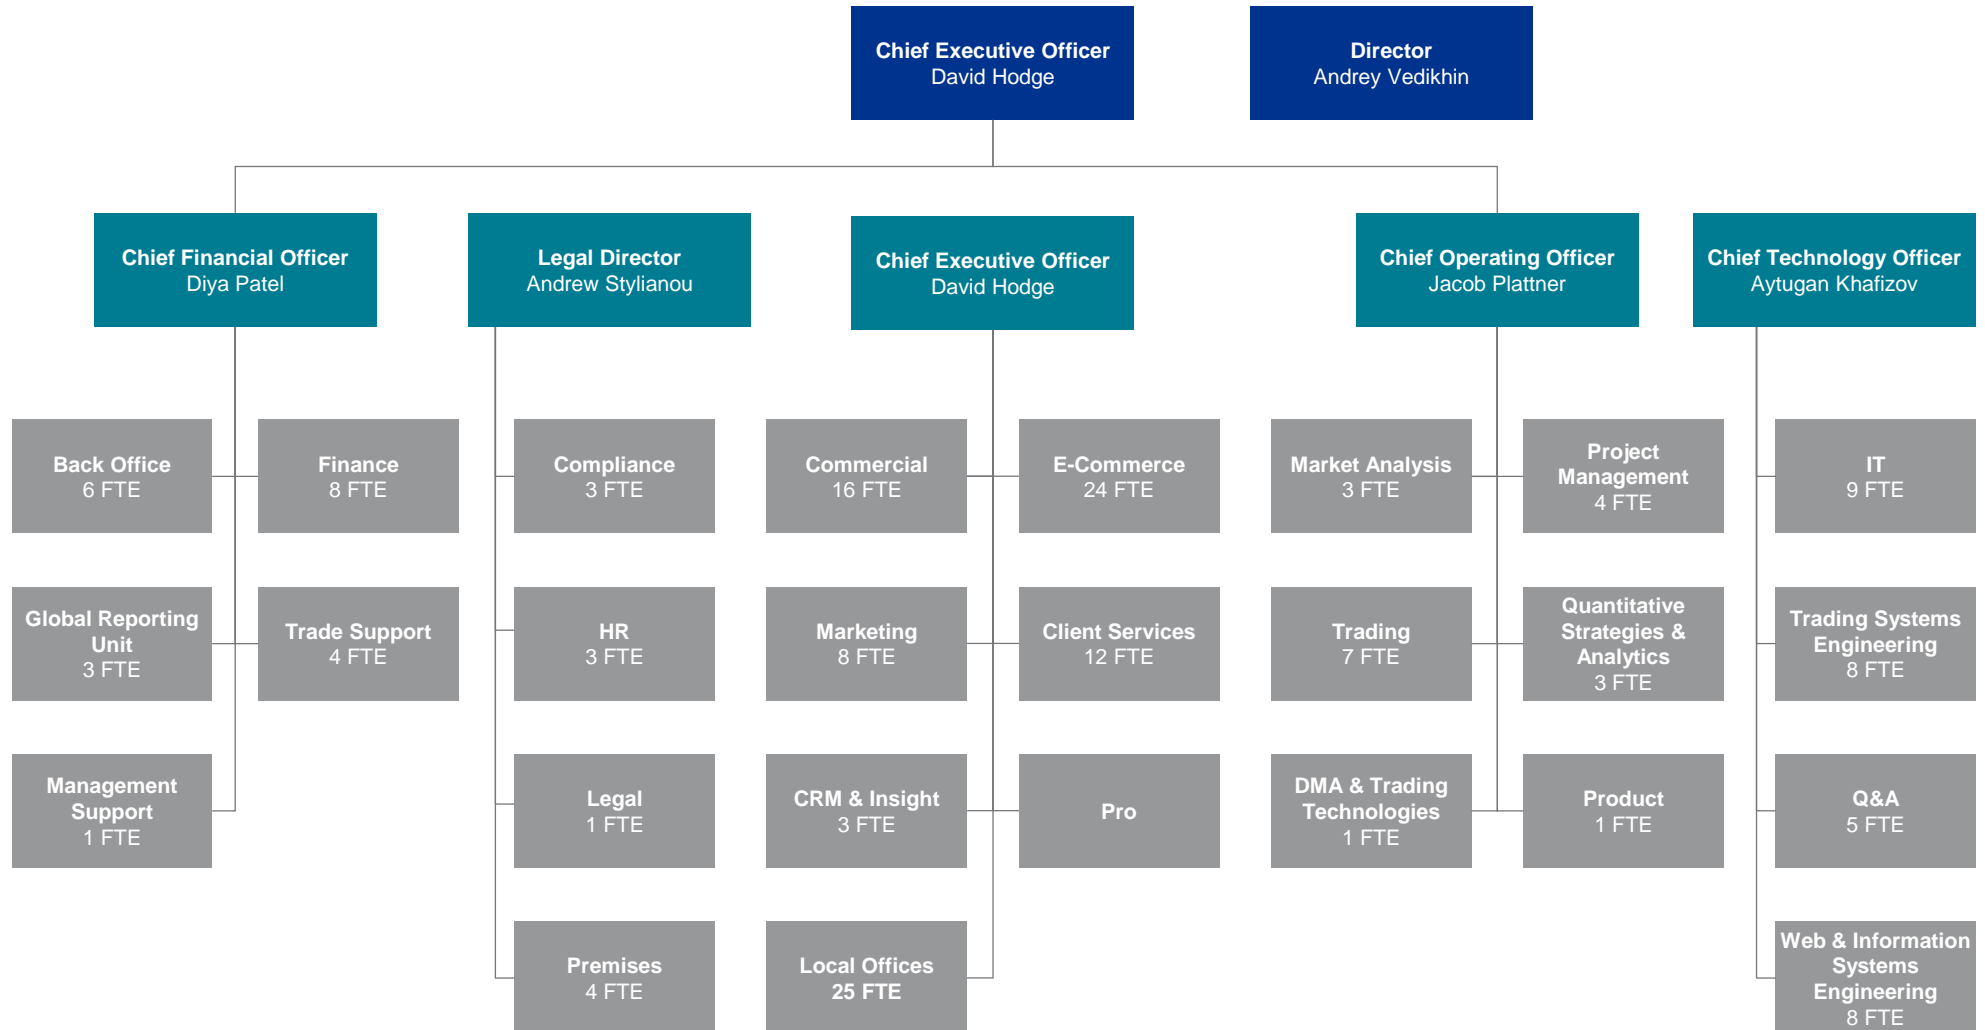 Chief Executive Officer
David Hodge
Director
Andrey Vedikhin
Chief Financial Officer
Diya Patel
Legal Director
Andrew Stylianou
Chief Executive Officer
David Hodge
Chief Operating Officer
Jacob Plattner
Chief Technology Officer
Aytugan Khafizov
Back Office
6 FTE
Finance
8 FTE
Compliance
3 FTE
Commercial
16 FTE
E-Commerce
24 FTE
Market Analysis
3 FTE
Project
Management
4 FTE
IT
9 FTE
Global Reporting
Unit
3 FTE
Trade Support
4 FTE
HR
3 FTE
Marketing
8 FTE
Client Services
12 FTE
Trading
7 FTE
Quantitative
Strategies &
Analytics
3 FTE
Trading Systems
Engineering
8 FTE
Management
Support
1 FTE
Legal
1 FTE
CRM & Insight
3 FTE
Pro
DMA & Trading
Technologies
1 FTE
Product
1 FTE
Q&A
5 FTE
Premises
4 FTE
Local Offices
25 FTE
Web & Information
Systems
Engineering
8 FTE